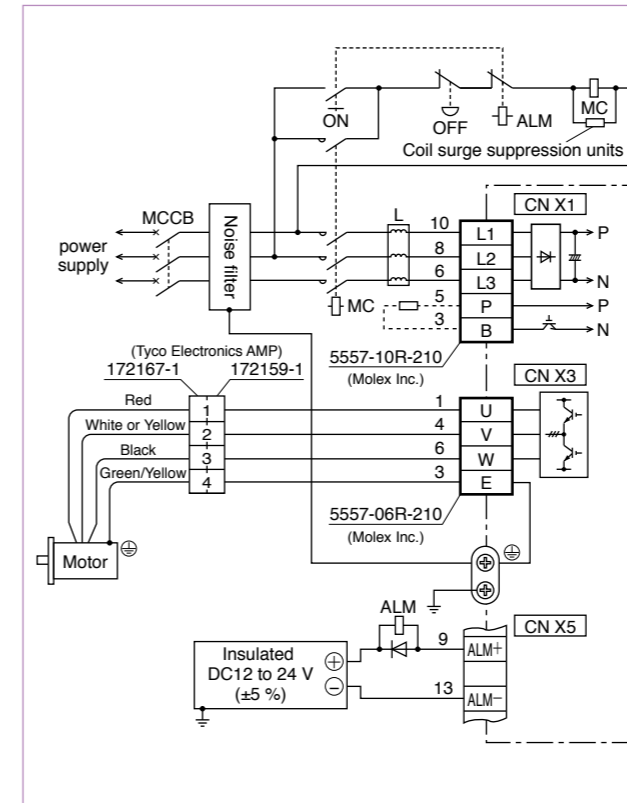 ON
OFF
ALM
MC
Coil surge suppression units
MCCB
power
supply
Noise filter
L
MC
10
8
6
5
3
L1
L2
L3
P
B
CN X1
P
N
P
N
5557-10R-210
(Molex Inc.)
(Tyco Electronics AMP)
172167-1
172159-1
CN X3
Red
White or Yellow
Black
Green/Yellow
1
2
3
4
1
4
6
3
U
V
W
E
5557-06R-210
(Molex Inc.)
Motor
ALM
CN X5
Insulated
DC12 to 24 V
(±5 %)
+
−
9
13
ALM+
ALM−